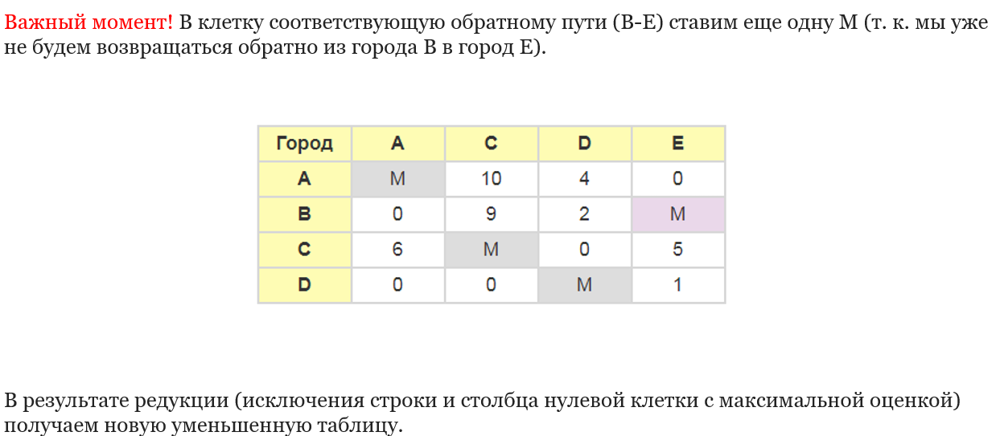 Важный момент! В клетку соответствующую обратному пути (B-E) ставим еще одну M (т. к. мы уже
не будем возвращаться обратно из города B в город E).
Город A C D E
A M 10 4 0
B 0 9 2 M
C 6 M 0 5
D 0 0 M 1
В результате редукции (исключения строки и столбца нулевой клетки с максимальной оценкой)
получаем новую уменьшенную таблицу.